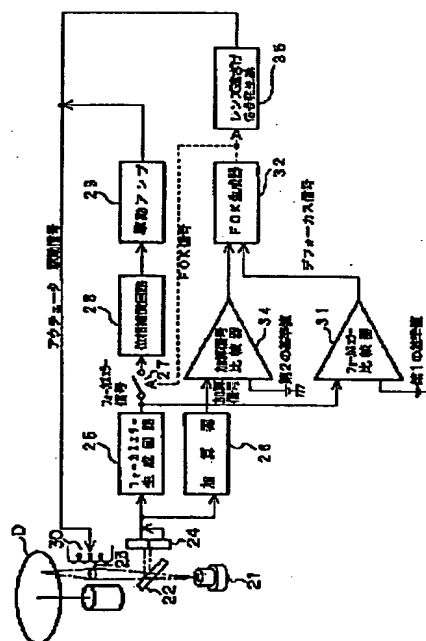 アクチュエータ 駆動信号
D
30
23
24
22
21
25
フォーカスエラー
生成回路
フォーカスエラー
信号
A
27
28
位相補償回路
29
駆動アンプ
FOK信号
26
加算器
加算
信号
加算信号
比較器
34
第2の基準値
31
フォーカスエラー
比較器
第1の基準値
デフォーカス信号
32
FOK生成器
35
レンズ